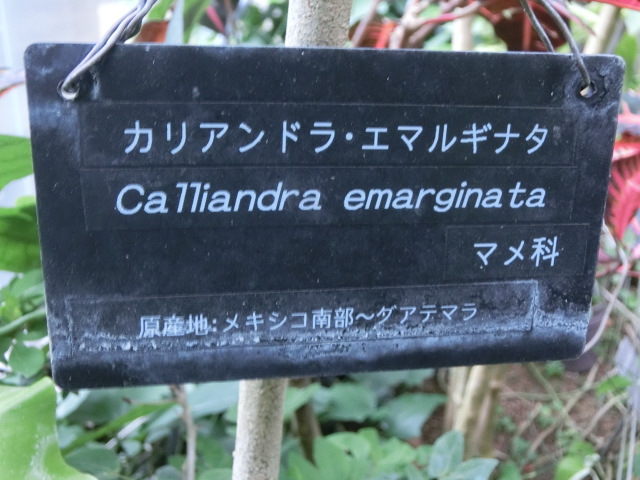 カリアンドラ・エマルギナタ
Calliandra emarginata
マメ科
原産地:メキシコ南部～グアテマラ